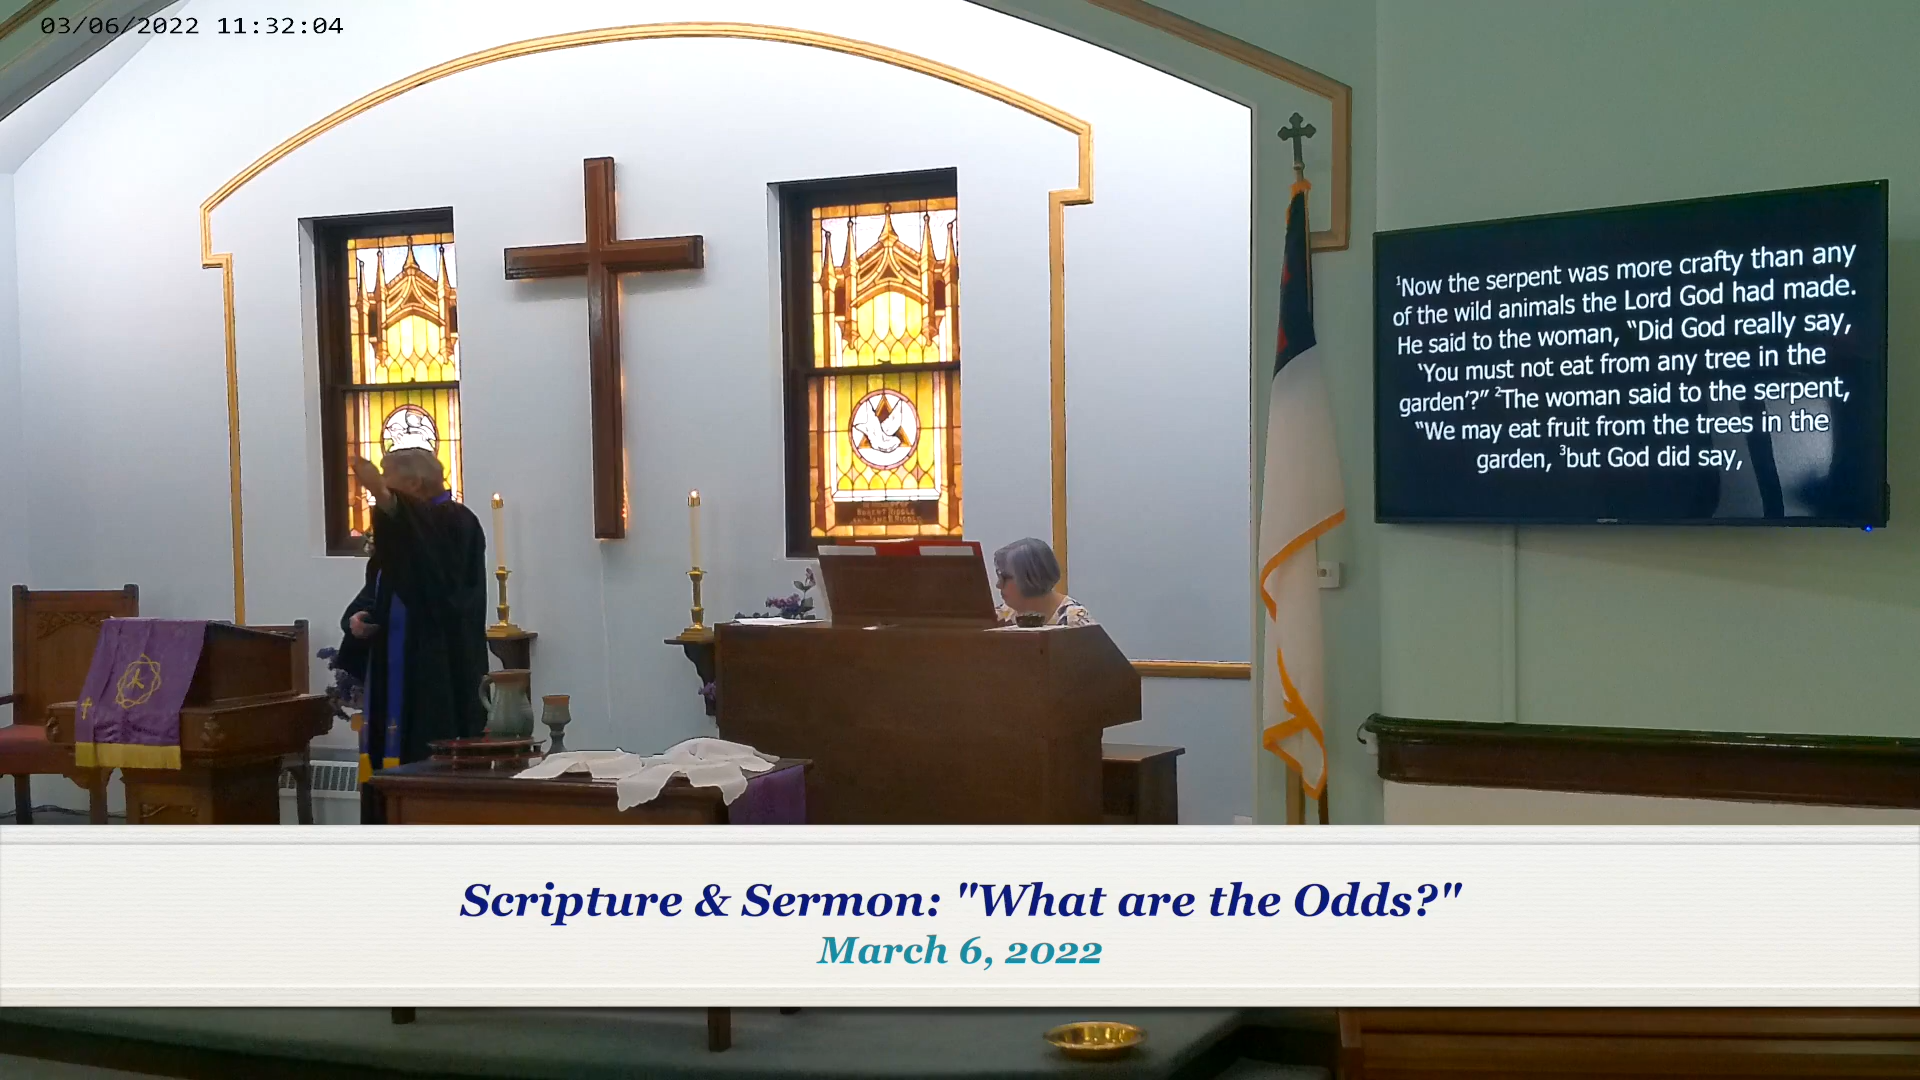 03/06/2022 11:32:04
¹Now the serpent was more crafty than any
of the wild animals the Lord God had made.
He said to the woman, “Did God really say,
‘You must not eat from any tree in the
garden’?” ²The woman said to the serpent,
“We may eat fruit from the trees in the
garden, ³but God did say,
Scripture & Sermon: "What are the Odds?"
March 6, 2022